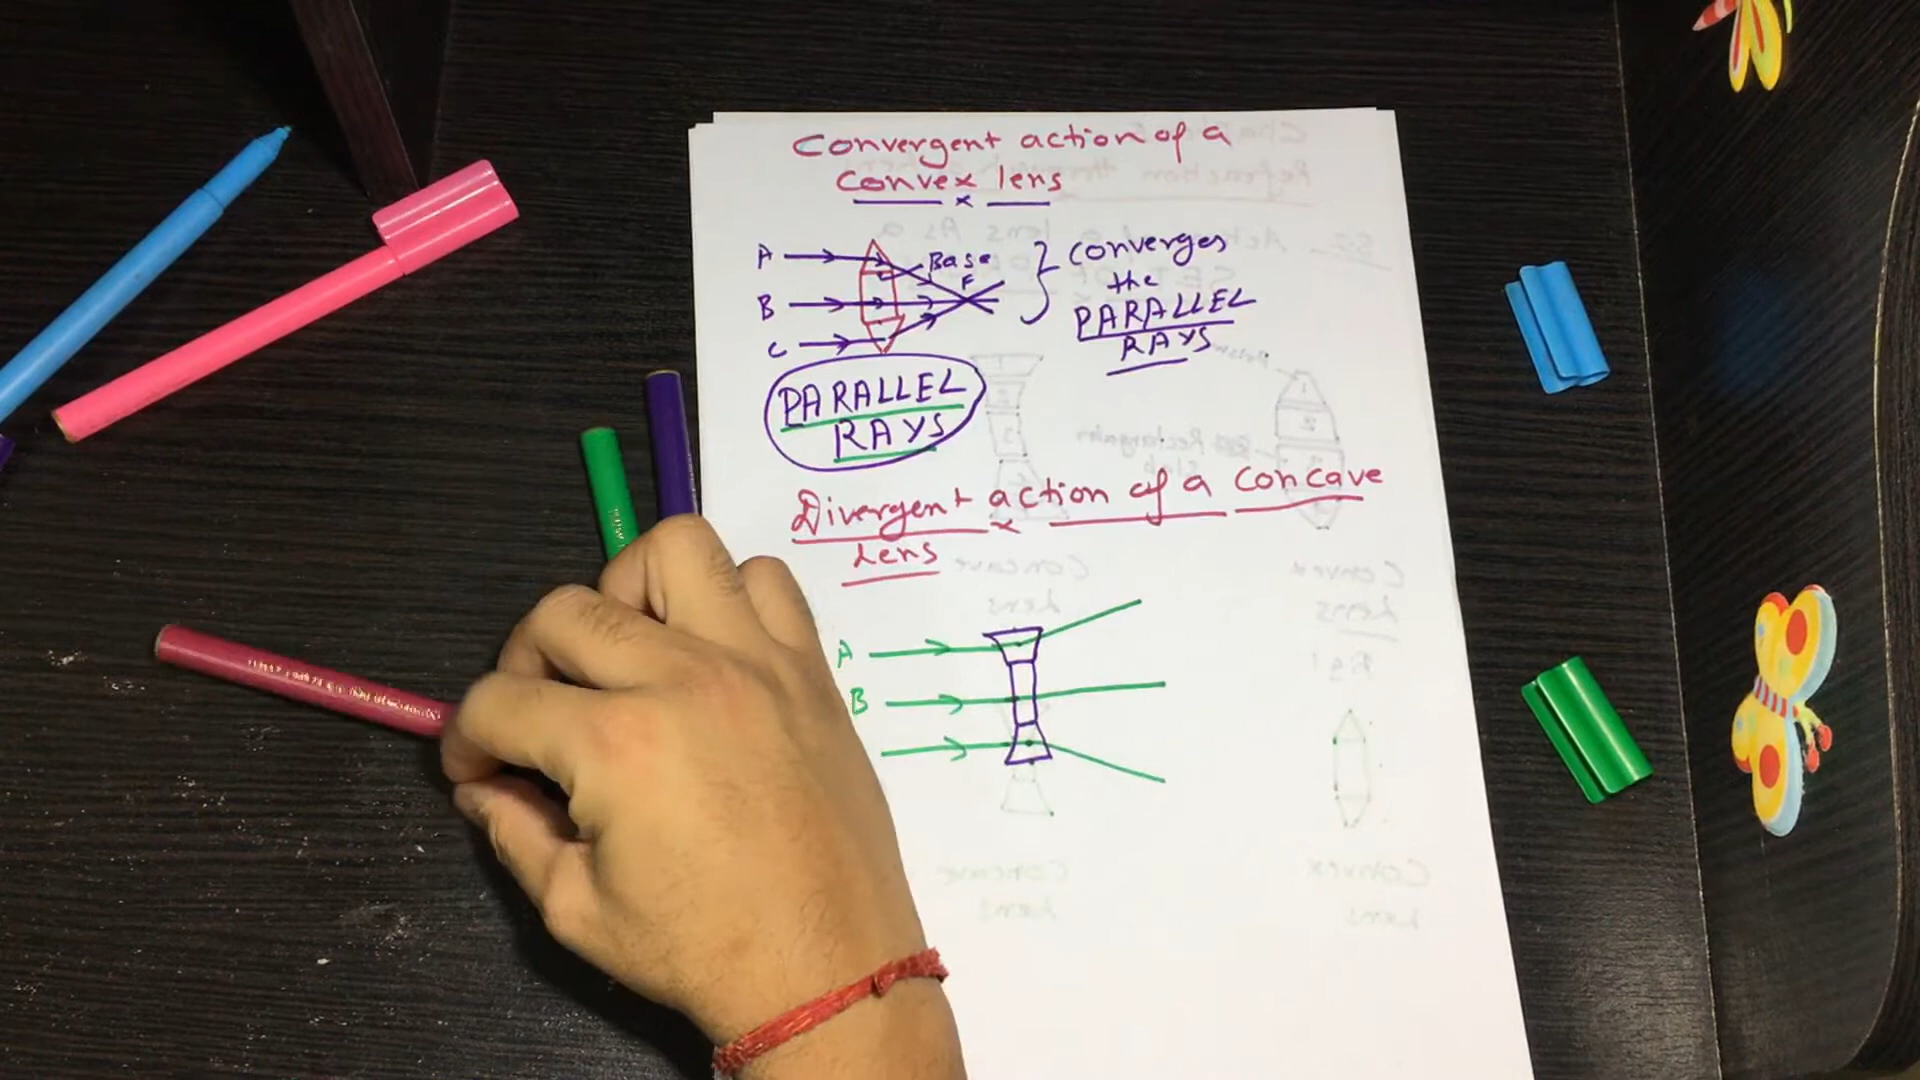 Convergent action of a
Convex lens
A
Base
F
B
C
Converges
the
PARALLEL
RAYS
PARALLEL
RAYS
Divergent action of a Concave
Lens
A
B